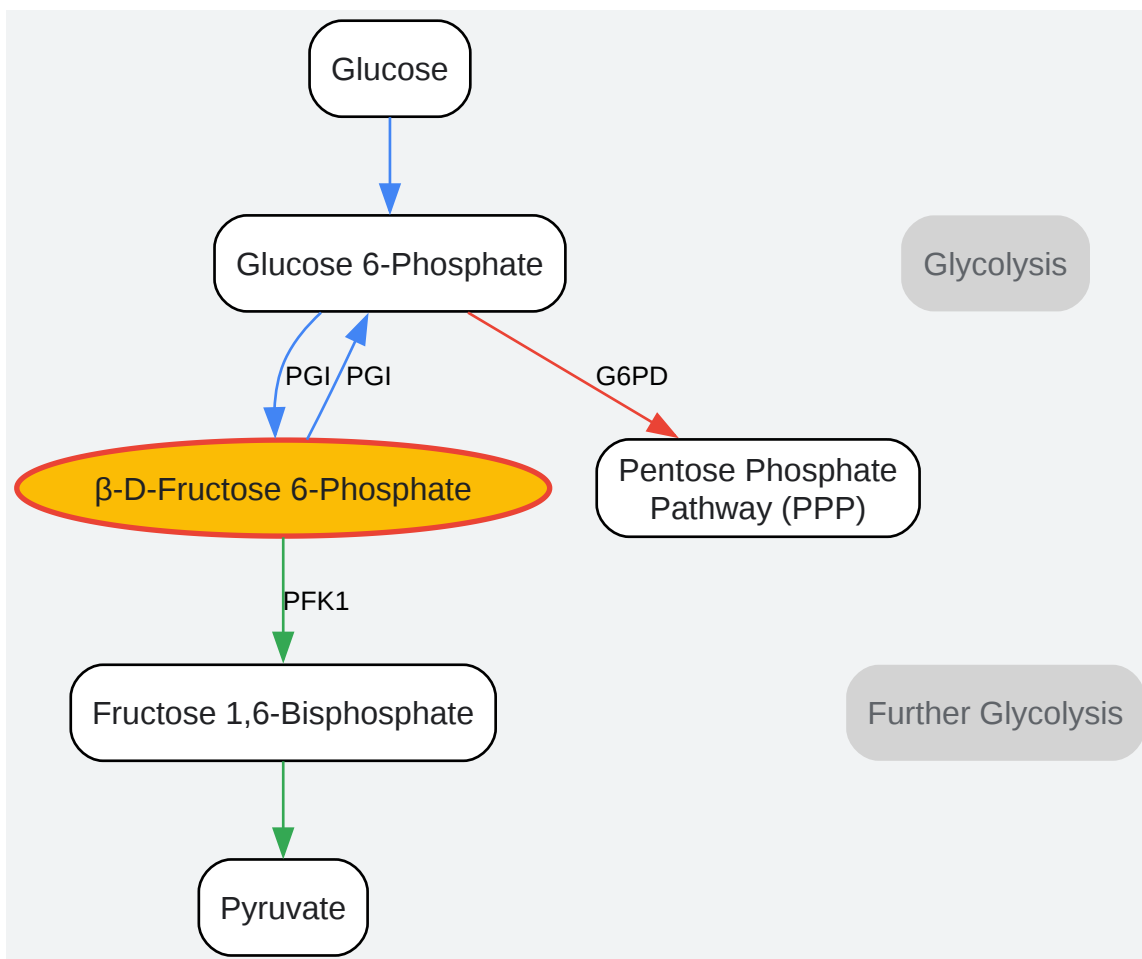 Glucose
Glucose 6-Phosphate
Glycolysis
PGI
PGI
G6PD
β-D-Fructose 6-Phosphate
Pentose Phosphate
Pathway (PPP)
PFK1
Fructose 1,6-Bisphosphate
Further Glycolysis
Pyruvate